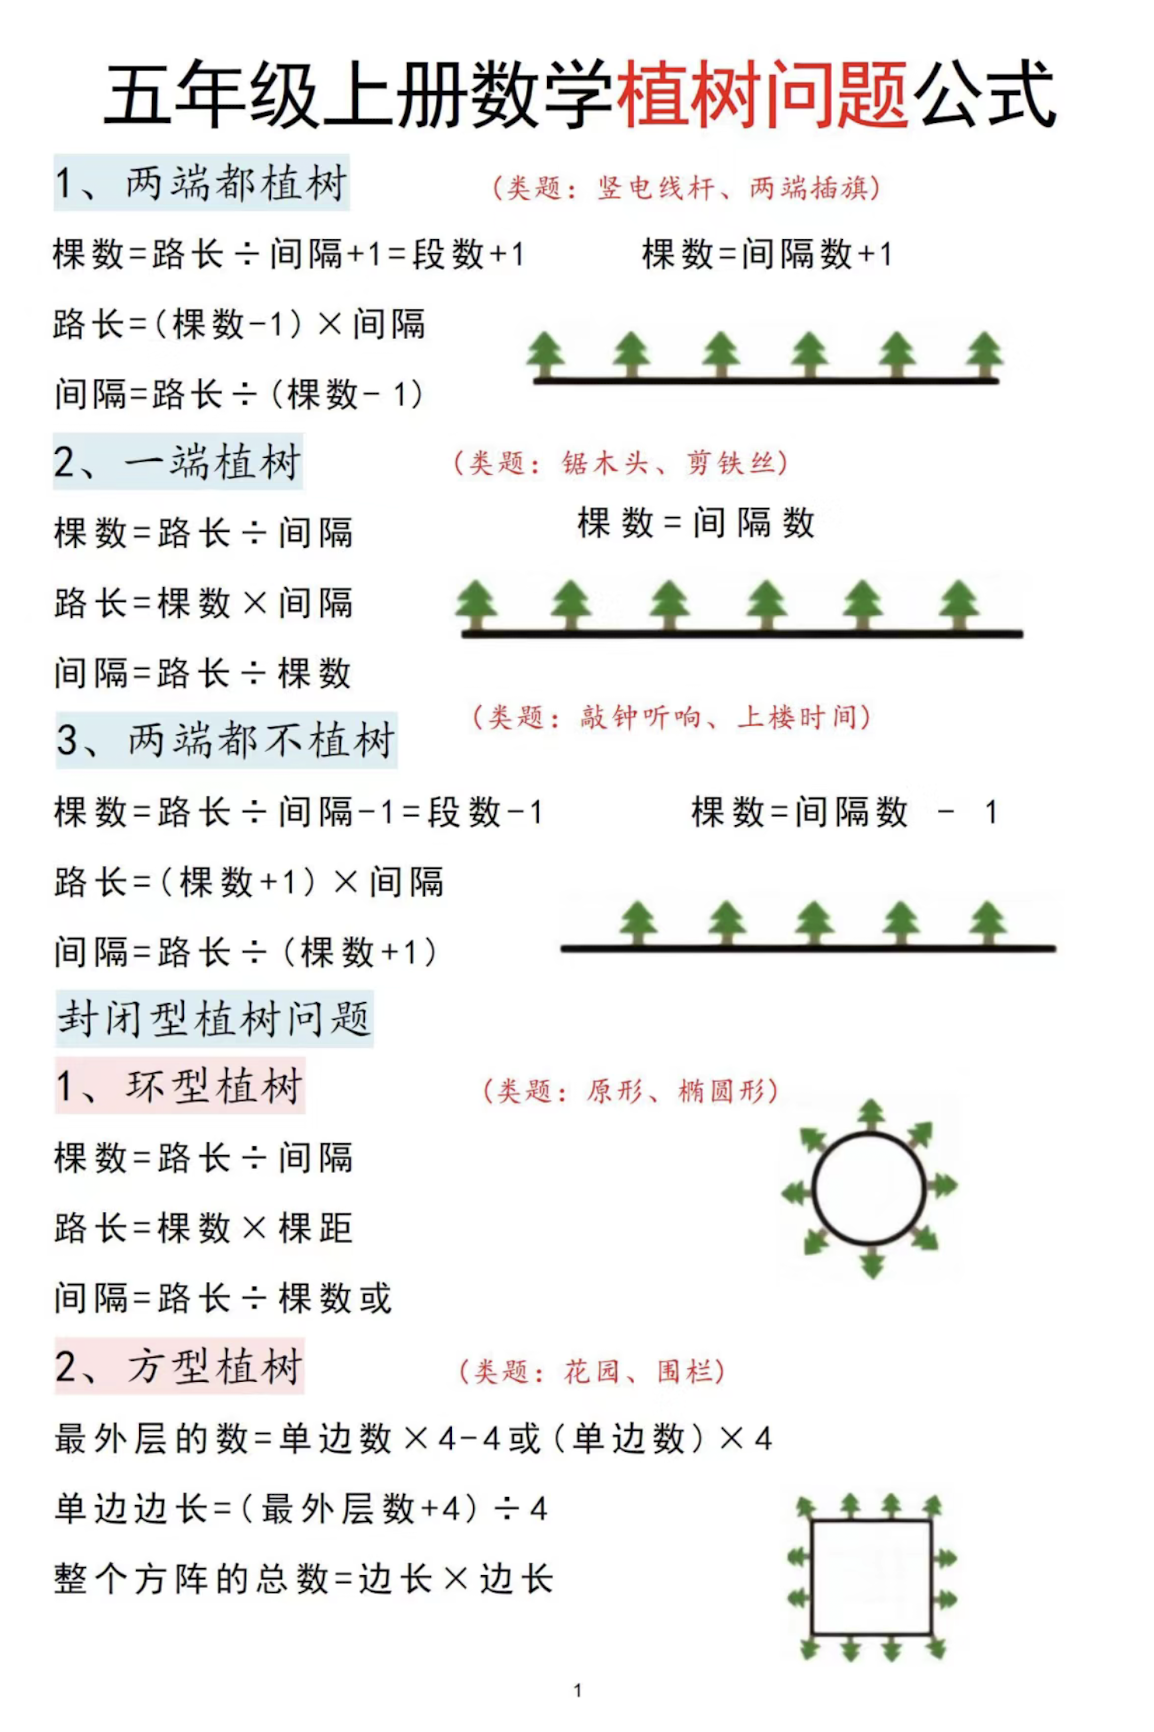 五年级上册数学植树问题公式
1、两端都植树 （类题：竖电线杆、两端插旗）
棵数=路长÷间隔+1=段数+1 棵数=间隔数+1
路长=(棵数-1)×间隔
间隔=路长÷(棵数- 1)
2、一端植树 （类题：锯木头、剪铁丝）
棵数=间隔数
棵数=路长÷间隔
路长=棵数×间隔
间隔=路长÷棵数
3、两端都不植树 （类题：敲钟听响、上楼时间）
棵数=路长÷间隔-1=段数-1 棵数=间隔数 - 1
路长=(棵数+1)×间隔
间隔=路长÷(棵数+1)
封闭型植树问题
1、环型植树 （类题：原形、椭圆形）
棵数=路长÷间隔
路长=棵数×棵距
间隔=路长÷棵数或
2、方型植树 （类题：花园、围栏）
最外层的数=单边数×4-4或(单边数)×4
单边边长=(最外层数+4)÷4
整个方阵的总数=边长×边长
1